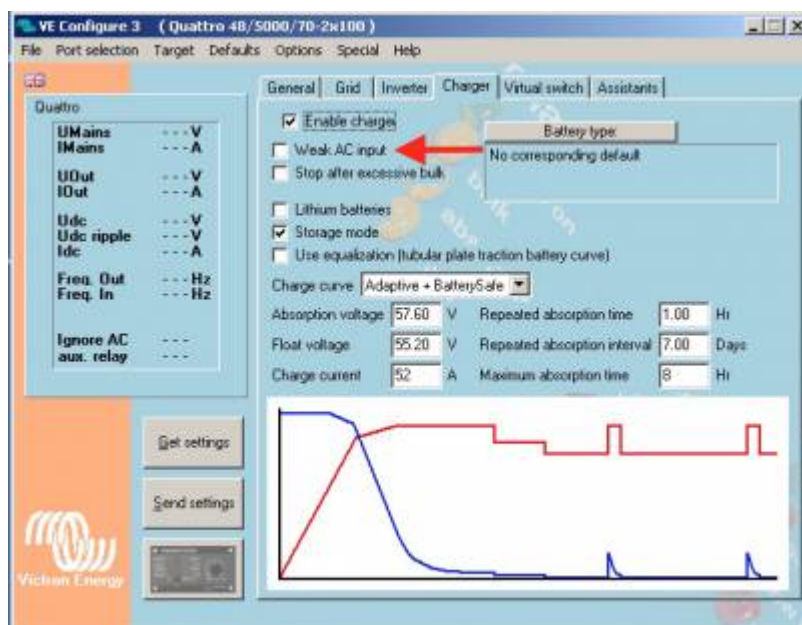 VE Configure 3 ( Quattro 48/5000/70-2x100 )
File Port selection Target Defaults Options Special Help
General Grid Inverter Charger Virtual switch Assistants
Quattro
UMains ---V
IMains ---A
UOut ---V
IOut ---A
Udc ---V
Udc ripple ---V
Idc ---A
Freq. Out ---Hz
Freq. In ---Hz
Ignore AC ---
aux. relay ---
Get settings
Send settings
Victron Energy
Enable charger
Weak AC input
Stop after excessive bulk
Battery type:
No corresponding default
Lithium batteries
Storage mode
Use equalization (tubular plate traction battery curve)
Charge curve Adaptive + BatterySafe
Absorption voltage 57.60 V Repeated absorption time 1.00 Hr
Float voltage 55.20 V Repeated absorption interval 7.00 Days
Charge current 52 A Maximum absorption time 8 Hr